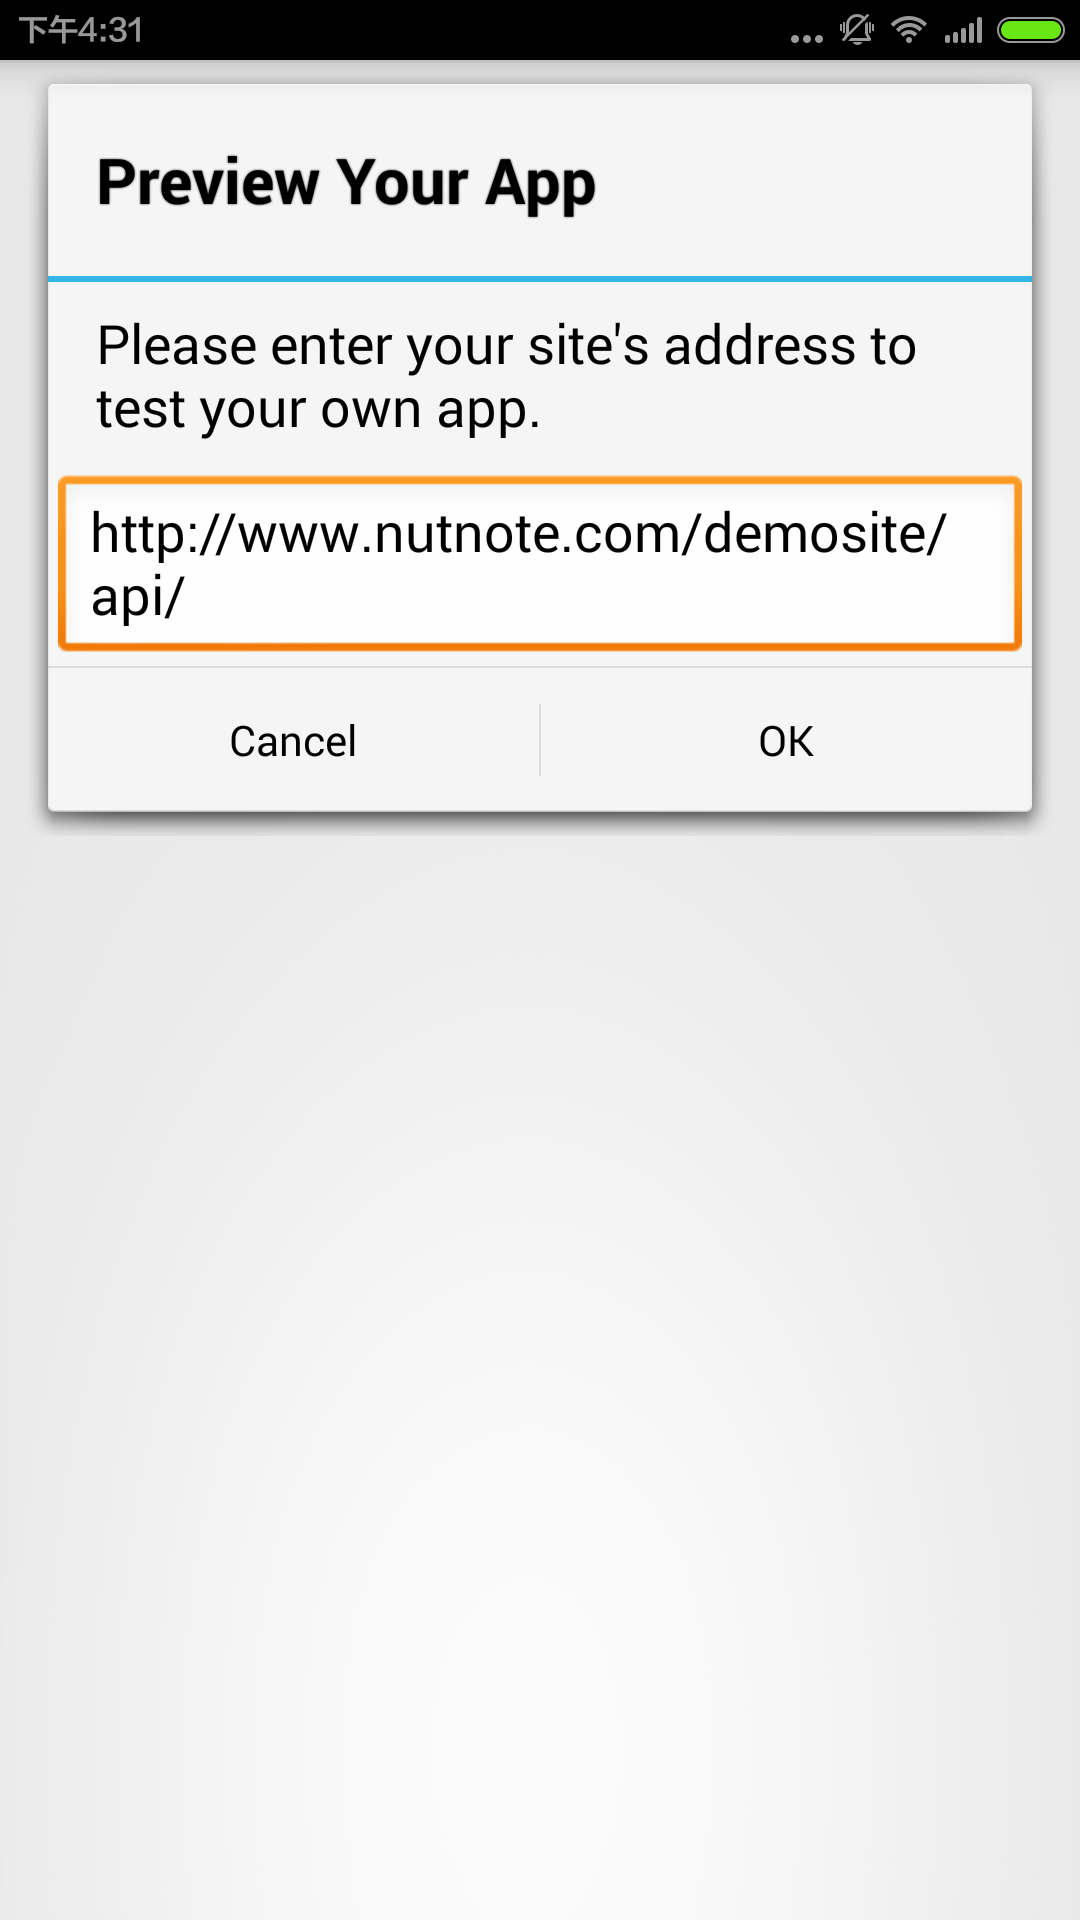 下午4:31
Preview Your App
Please enter your site's address to
test your own app.
http://www.nutnote.com/demosite/
api/
Cancel
OK